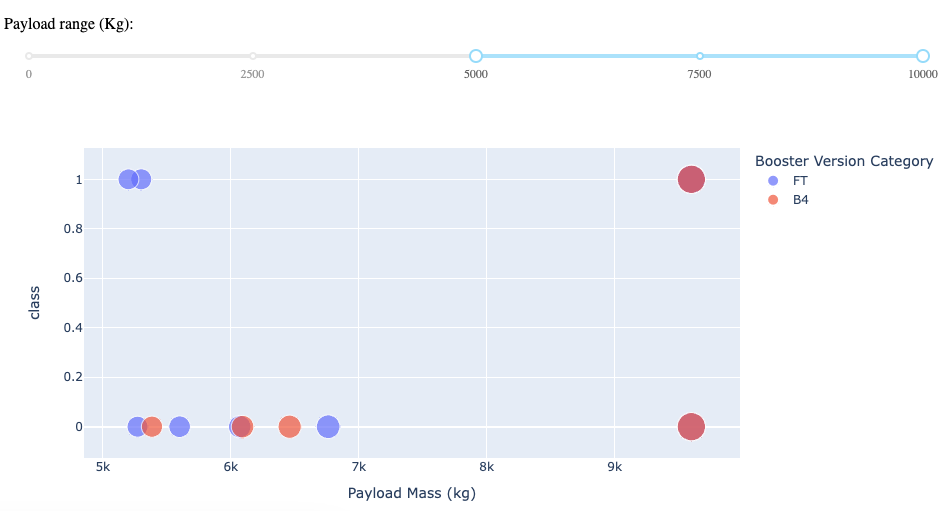 Payload range (Kg):
0 2500 5000 7500 10000
Booster Version Category
FT
B4
1
0.8
0.6
0.4
0.2
0
class
5k 6k 7k 8k 9k
Payload Mass (kg)